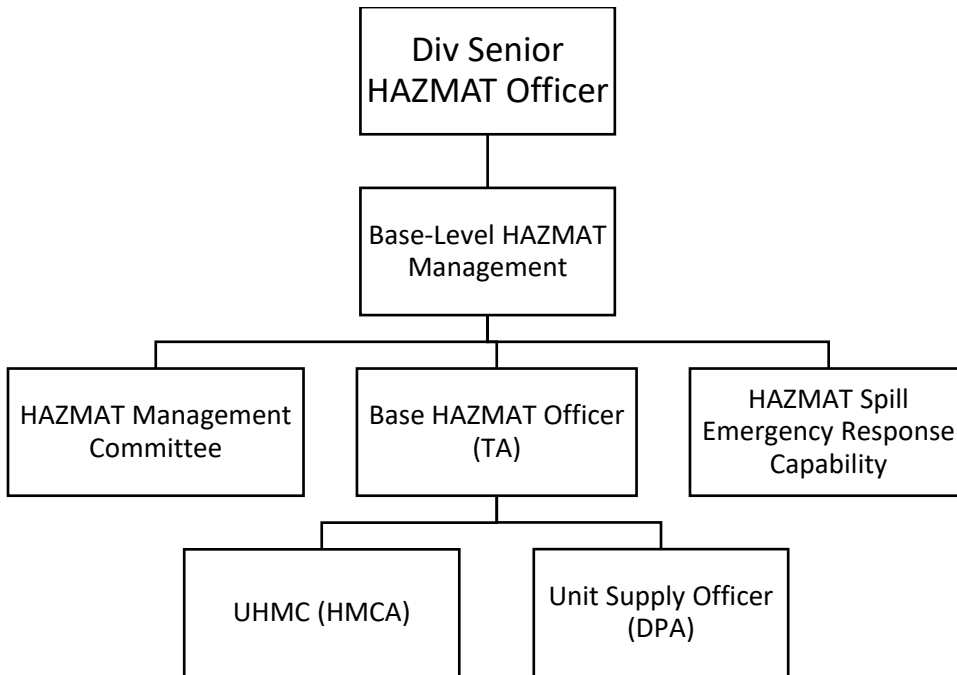 Div Senior
HAZMAT Officer
Base-Level HAZMAT
Management
HAZMAT Management
Committee
Base HAZMAT Officer
(TA)
HAZMAT Spill
Emergency Response
Capability
UHMC (HMCA)
Unit Supply Officer
(DPA)